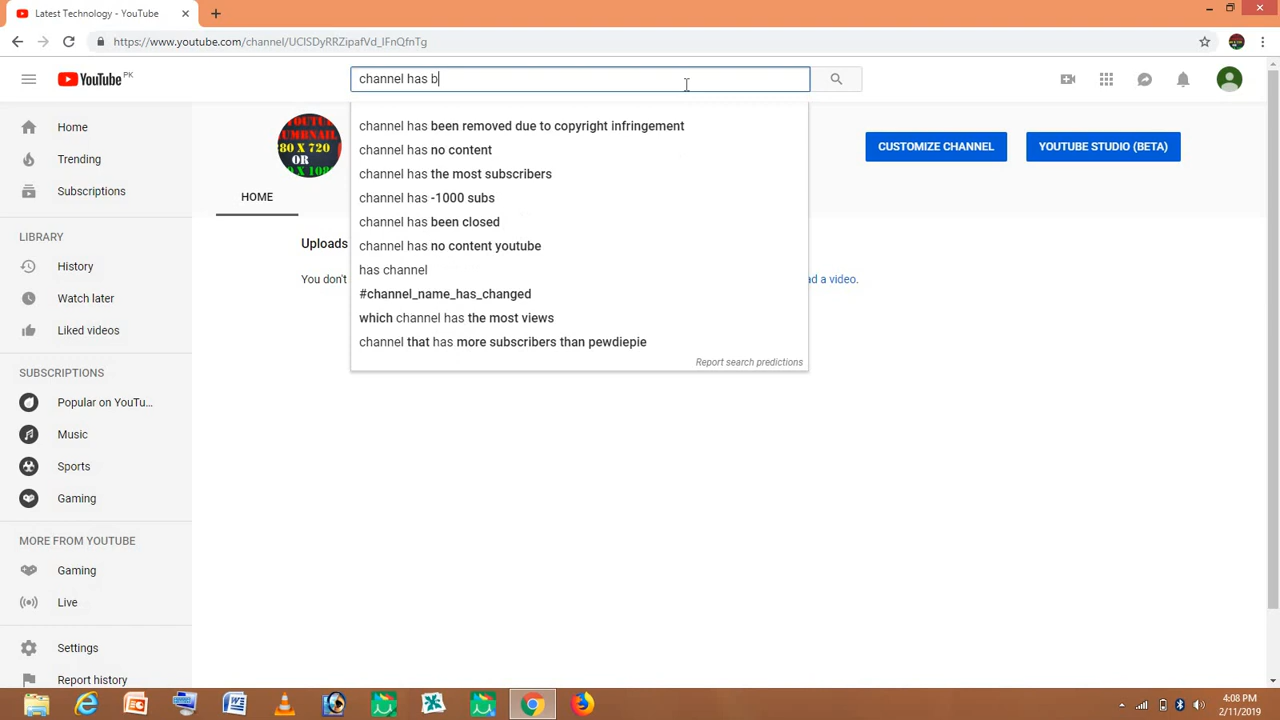 Latest Technology - YouTube
https://www.youtube.com/channel/UCISDyRRZipafVd_lFnQfnTg
YouTube PK
channel has b
channel has been removed due to copyright infringement
channel has no content
channel has the most subscribers
channel has -1000 subs
channel has been closed
channel has no content youtube
has channel
#channel_name_has_changed
which channel has the most views
channel that has more subscribers than pewdiepie
Report search predictions
Home
Trending
Subscriptions
LIBRARY
History
Watch later
Liked videos
SUBSCRIPTIONS
Popular on YouTu...
Music
Sports
Gaming
MORE FROM YOUTUBE
Gaming
Live
Settings
Report history
80 X 720
OR
X 108
CUSTOMIZE CHANNEL
YOUTUBE STUDIO (BETA)
HOME
Uploads
You don't
ad a video.
4:08 PM
2/11/2019